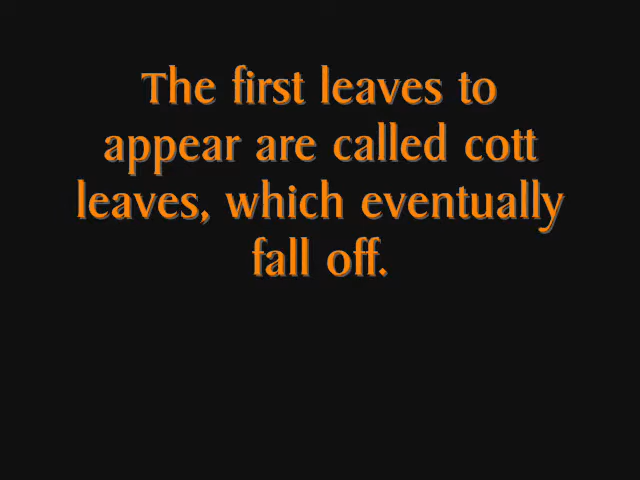 The first leaves to
appear are called cott
leaves, which eventually
fall off.